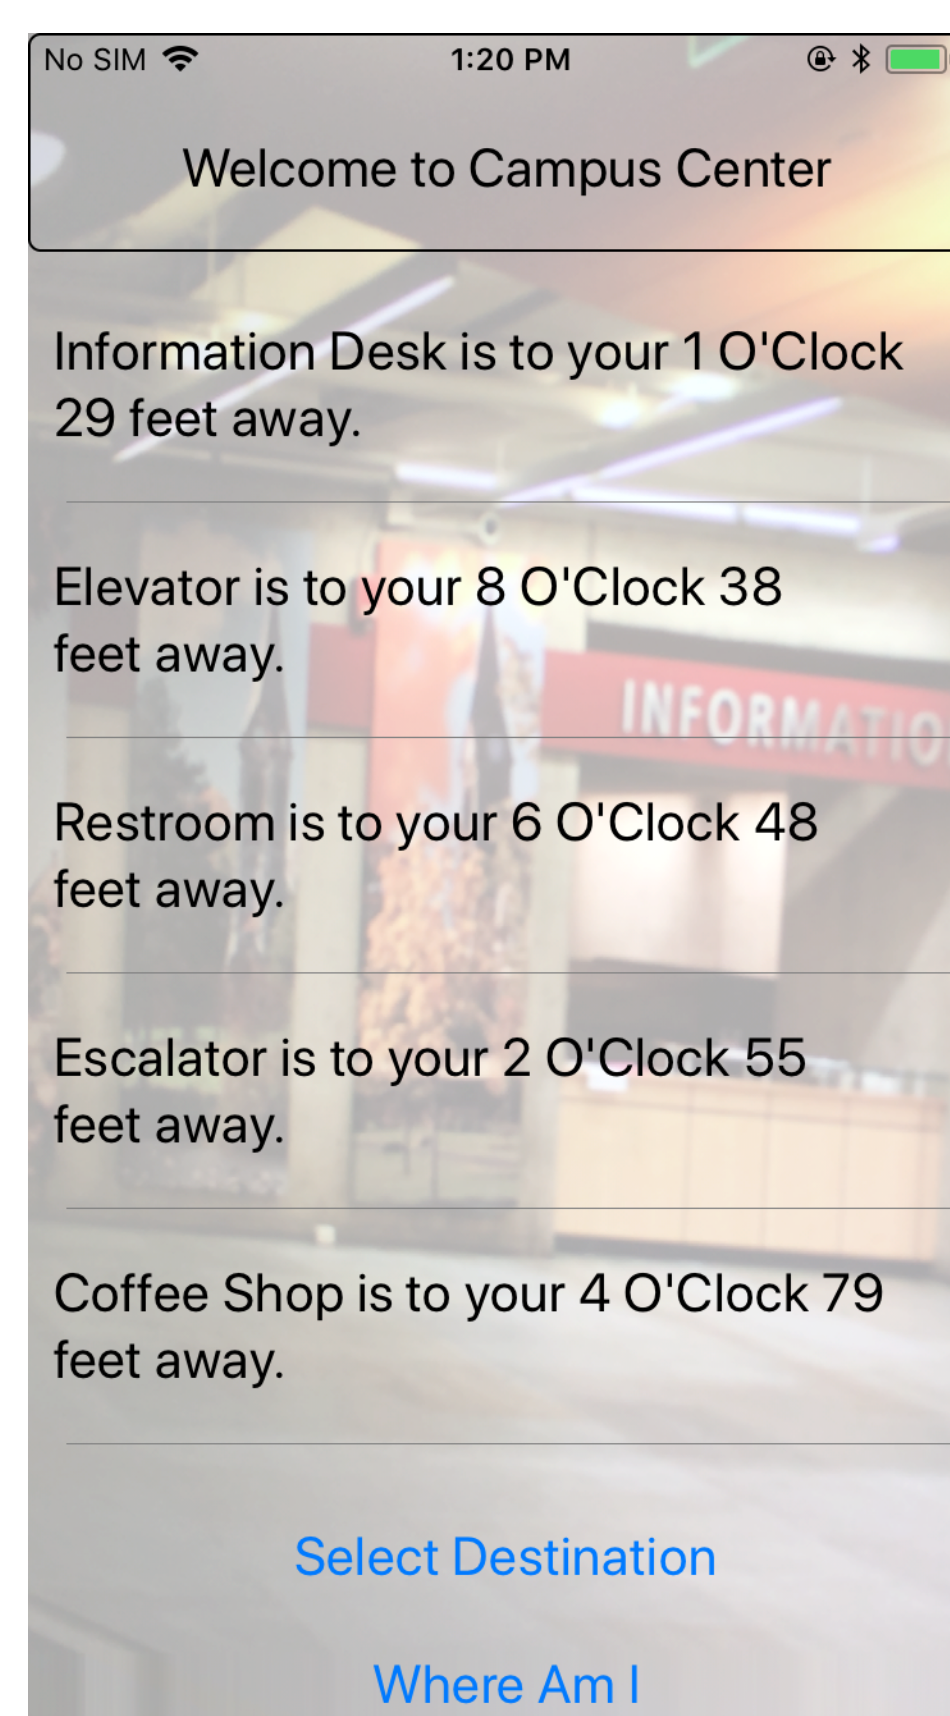 No SIM 1:20 PM
Welcome to Campus Center
Information Desk is to your 1 O'Clock
29 feet away.
Elevator is to your 8 O'Clock 38
feet away.
INFORMATIO
Restroom is to your 6 O'Clock 48
feet away.
Escalator is to your 2 O'Clock 55
feet away.
Coffee Shop is to your 4 O'Clock 79
feet away.
Select Destination
Where Am I